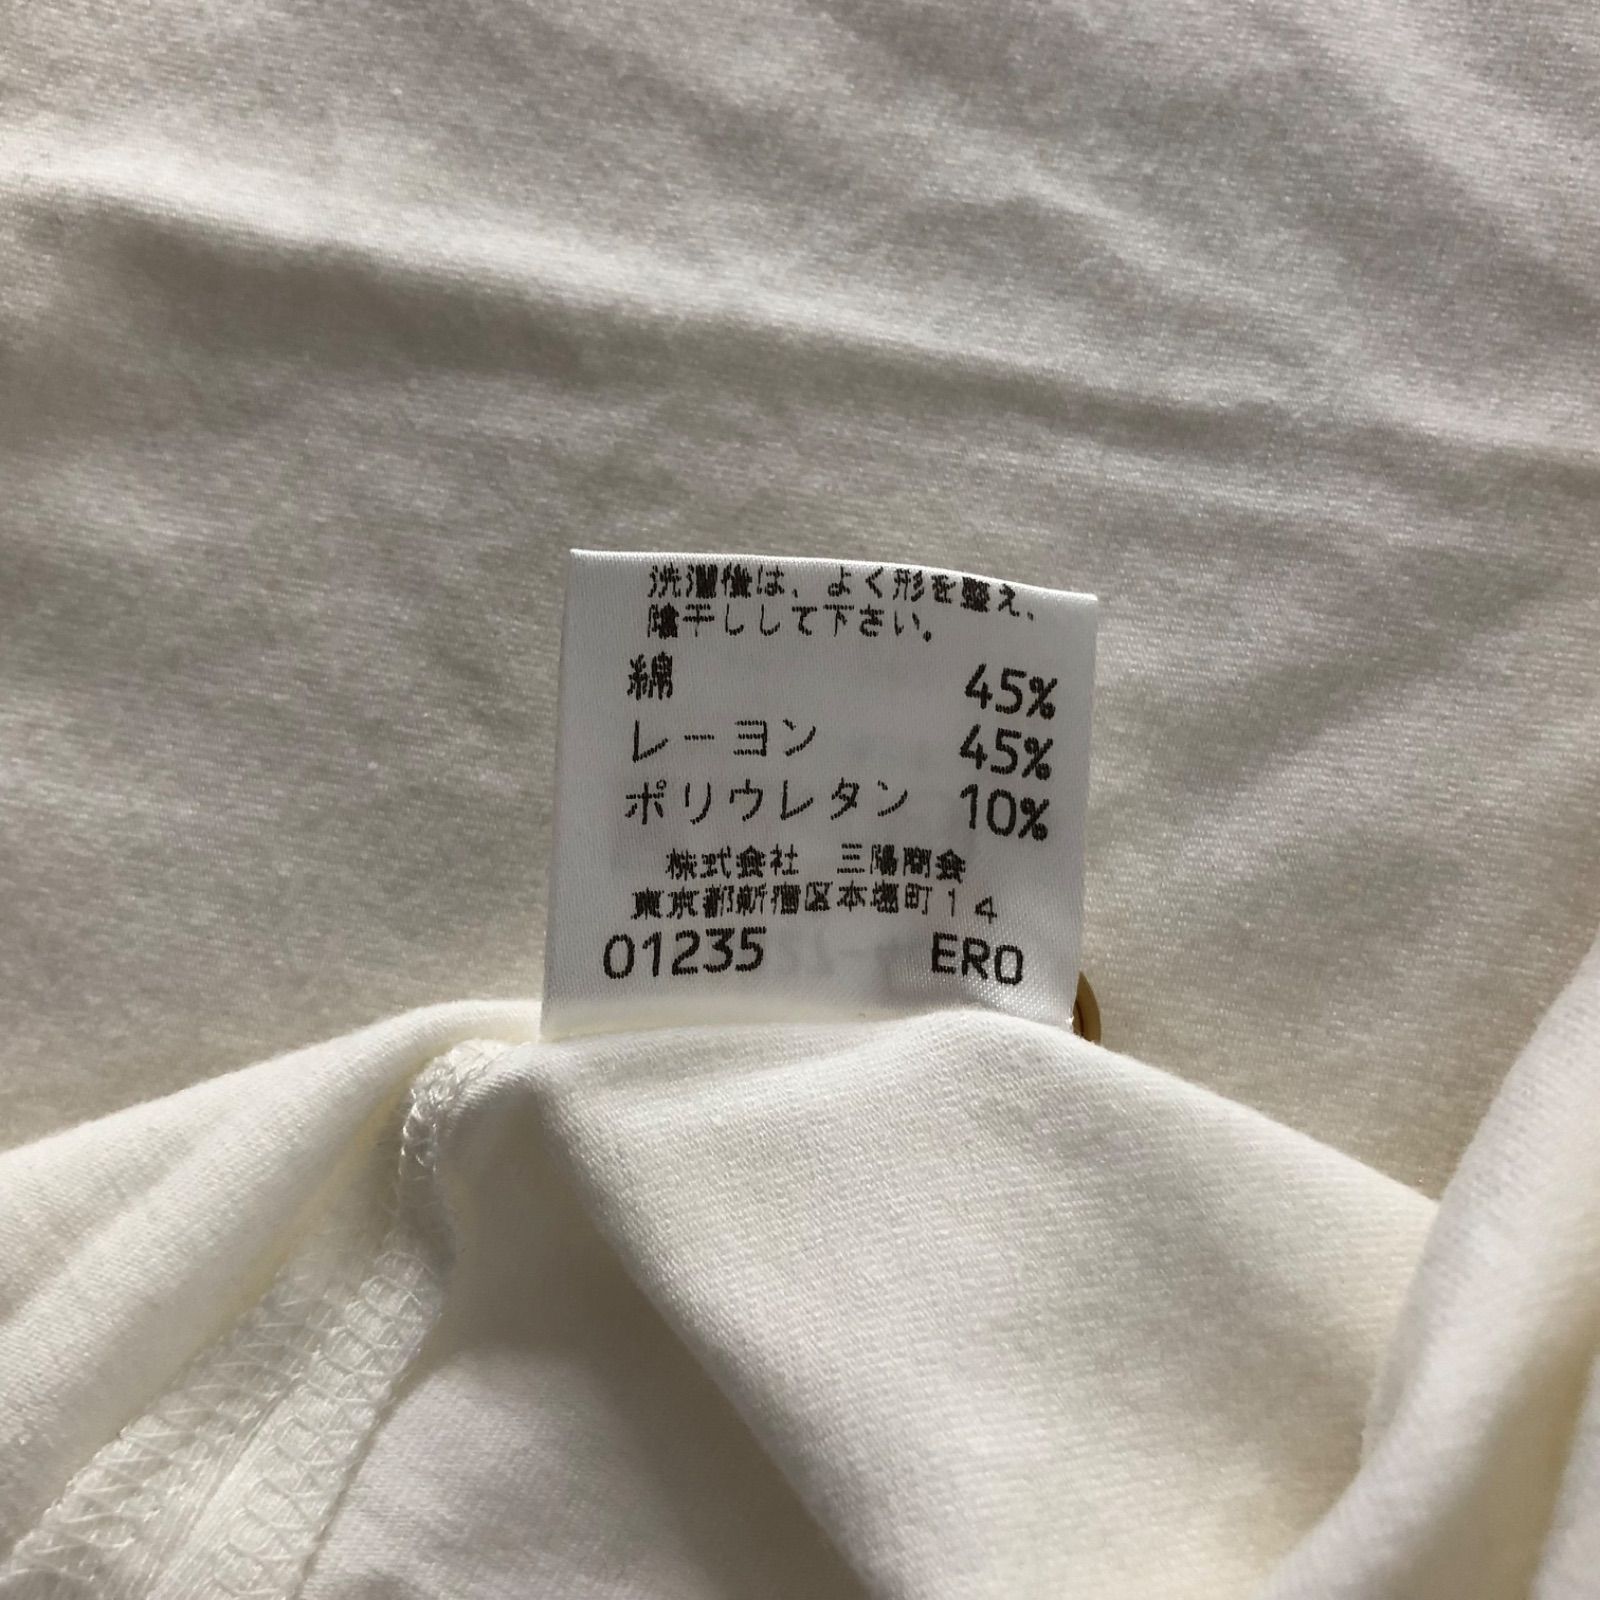 洗濯後は、よく形を整え、
陰干しして下さい。
綿 45%
レーヨン 45%
ポリウレタン 10%
株式会社 三陽商会
東京都新宿区本塩町14
01235 ERO